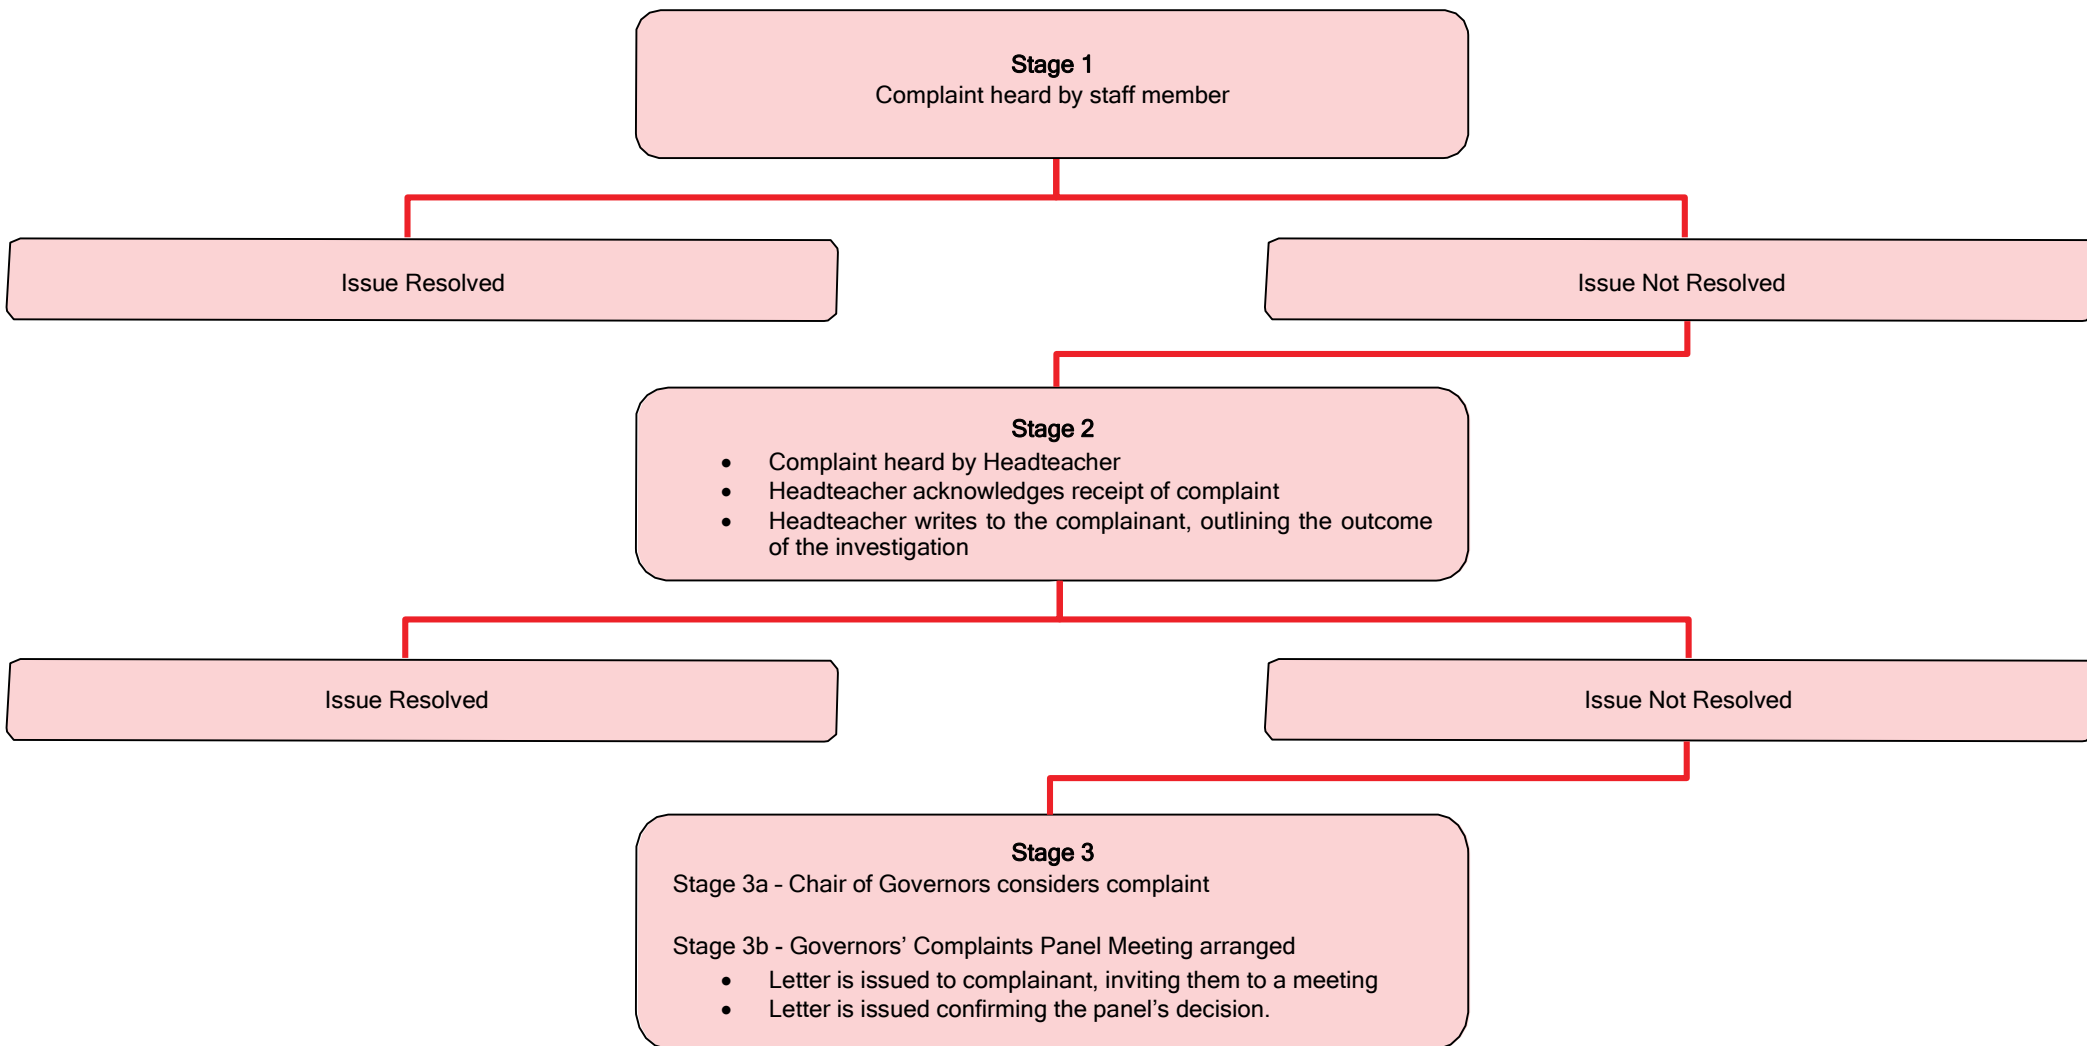 Stage 1
Complaint heard by staff member
Issue Resolved
Issue Not Resolved
Stage 2
• Complaint heard by Headteacher
• Headteacher acknowledges receipt of complaint
• Headteacher writes to the complainant, outlining the outcome
of the investigation
Issue Resolved
Issue Not Resolved
Stage 3
Stage 3a – Chair of Governors considers complaint
Stage 3b - Governors’ Complaints Panel Meeting arranged
• Letter is issued to complainant, inviting them to a meeting
• Letter is issued confirming the panel’s decision.